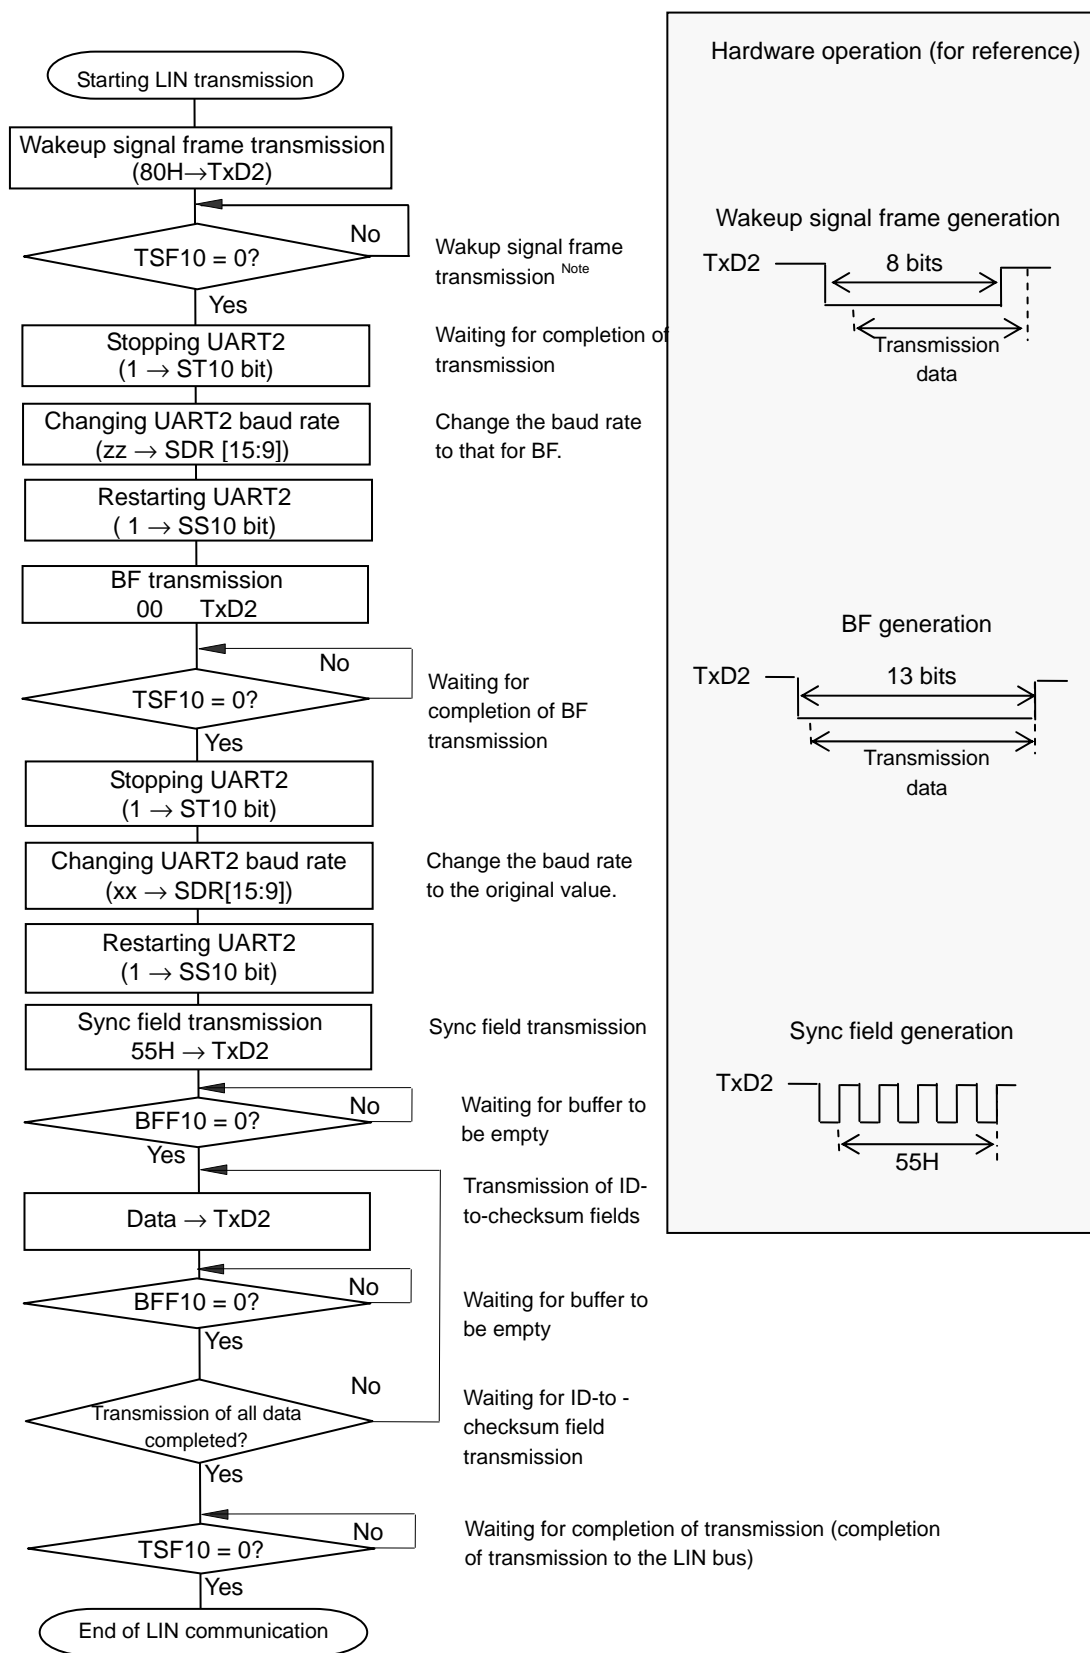 Starting LIN transmission
Wakeup signal frame transmission
(80H→TxD2)
No
TSF10 = 0?
Wakup signal frame
transmission Note
Yes
Stopping UART2
(1 → ST10 bit)
Waiting for completion of
transmission
Changing UART2 baud rate
(zz → SDR [15:9])
Change the baud rate
to that for BF.
Restarting UART2
( 1 → SS10 bit)
BF transmission
00 TxD2
No
TSF10 = 0?
Waiting for
completion of BF
transmission
Yes
Stopping UART2
(1 → ST10 bit)
Changing UART2 baud rate
(xx → SDR[15:9])
Change the baud rate
to the original value.
Restarting UART2
(1 → SS10 bit)
Sync field transmission
55H → TxD2
Sync field transmission
No
BFF10 = 0?
Waiting for buffer to
be empty
Yes
Data → TxD2
Transmission of ID-
to-checksum fields
No
BFF10 = 0?
Waiting for buffer to
be empty
Yes
No
Transmission of all data
completed?
Waiting for ID-to -
checksum field
transmission
Yes
No
TSF10 = 0?
Waiting for completion of transmission (completion
of transmission to the LIN bus)
Yes
End of LIN communication
Hardware operation (for reference)
Wakeup signal frame generation
TxD2
8 bits
Transmission
data
BF generation
TxD2
13 bits
Transmission
data
Sync field generation
TxD2
55H